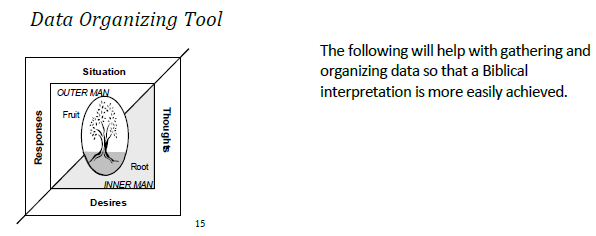 Data Organizing Tool
The following will help with gathering and
organizing data so that a Biblical
interpretation is more easily achieved.
Situation
OUTER MAN
Fruit
Responses
Thoughts
Root
INNER MAN
Desires
15